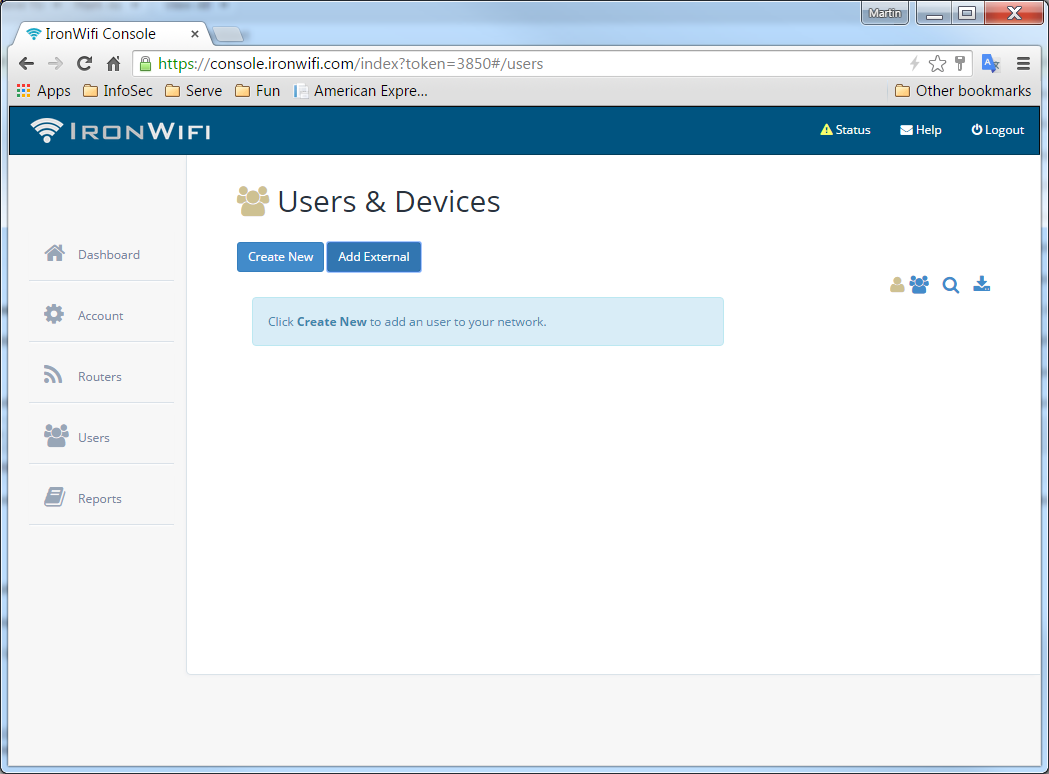 Martin
IronWifi Console
https://console.ironwifi.com/index?token=3850#/users
Apps InfoSec Serve Fun American Expre... Other bookmarks
IRONWIFI Status Help Logout
Users & Devices
Create New Add External
Click Create New to add an user to your network.
Dashboard
Account
Routers
Users
Reports